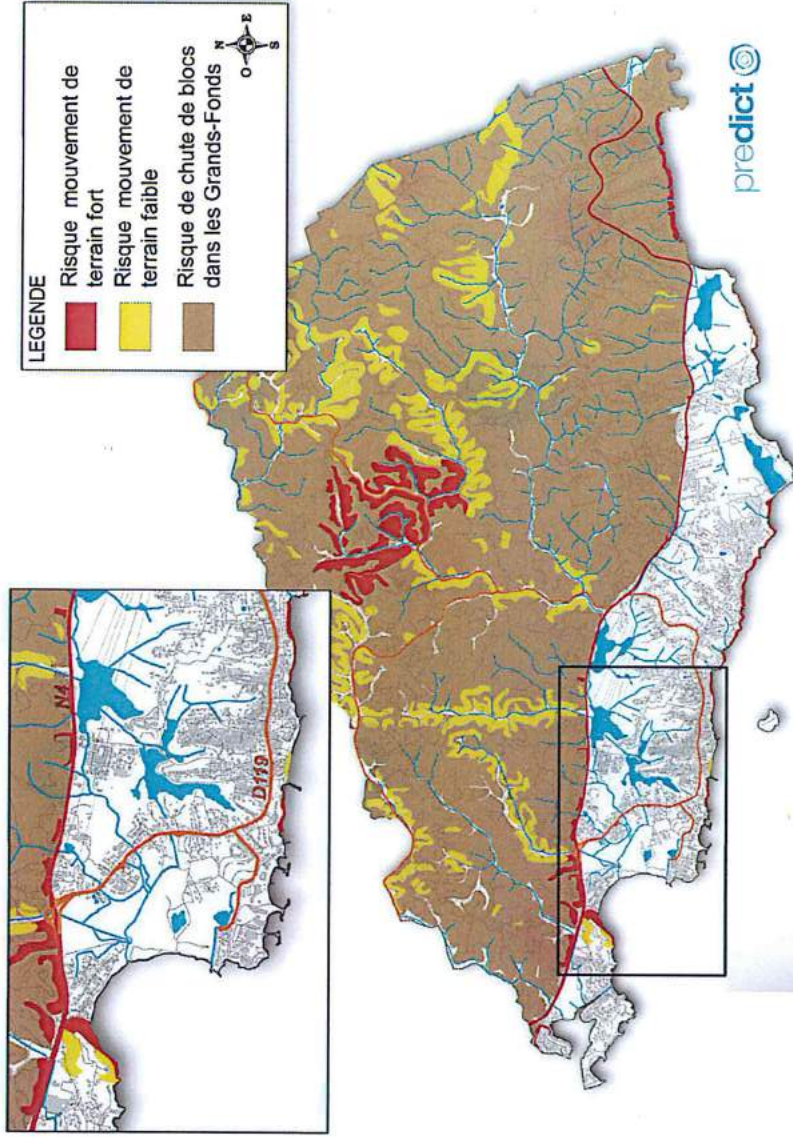 LEGENDE
Risque mouvement de
terrain fort
Risque mouvement de
terrain faible
Risque de chute de blocs
dans les Grands-Fonds
N
E
S
O
N4
D119
predict